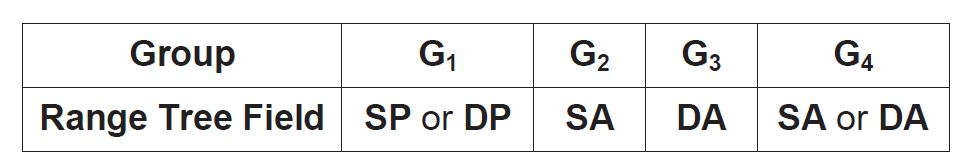 Group G₁ G₂ G₃ G₄
Range Tree Field SP or DP SA DA SA or DA